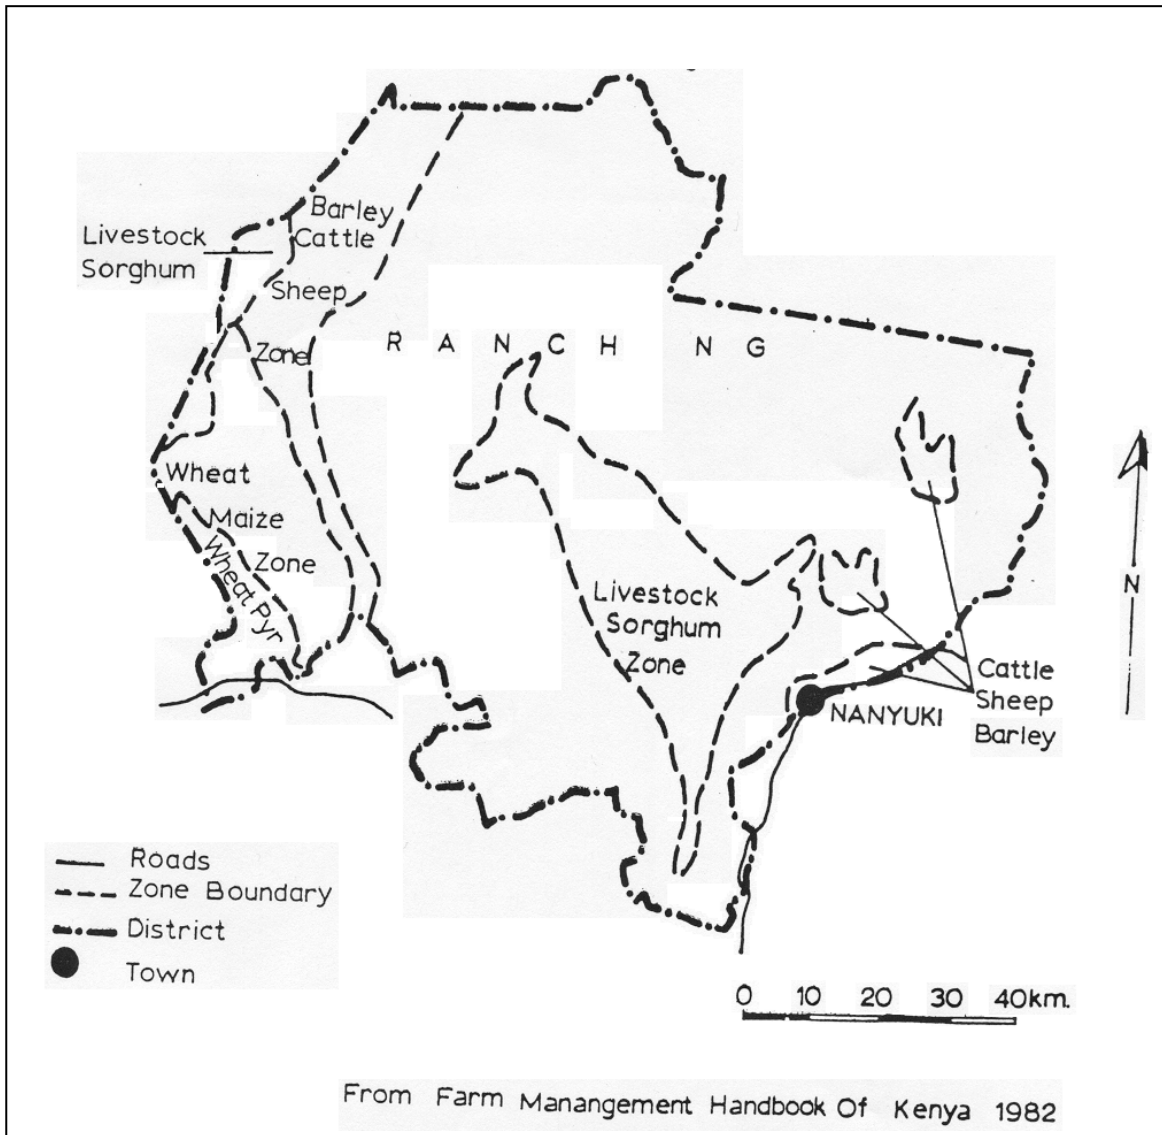 Barley
Cattle
Sheep
Zone
Livestock
Sorghum
R A N C H N G
Wheat
Maize
Zone
Wheat Pyr
Livestock
Sorghum
Zone
Cattle
Sheep
Barley
NANYUKI
N
Roads
Zone Boundary
District
Town
0 10 20 30 40km.
From Farm Manangement Handbook Of Kenya 1982